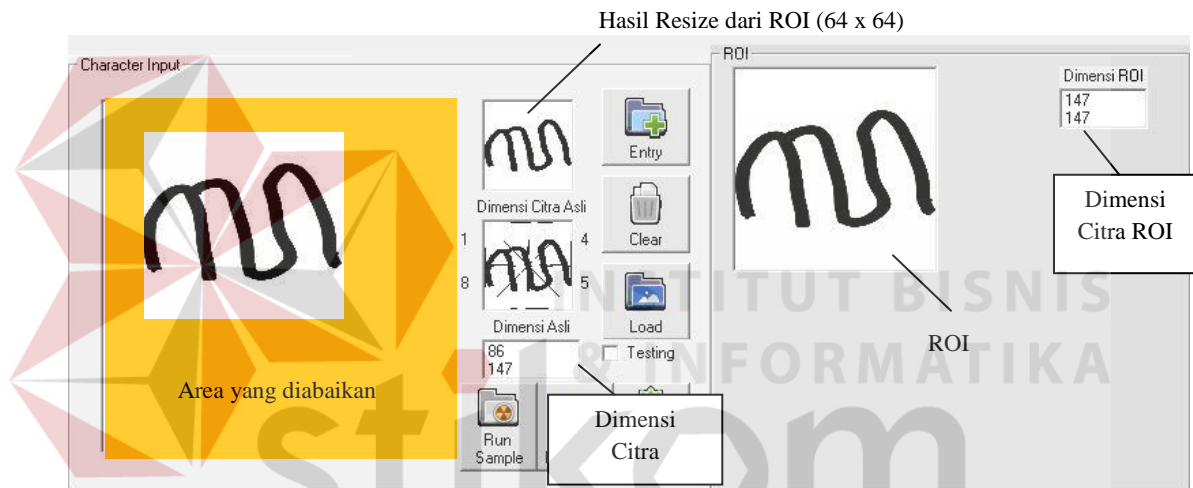 Hasil Resize dari ROI (64 x 64)
Character Input
ROI
Dimensi ROI
147
147
Entry
Dimensi Citra Asli
Dimensi
Citra ROI
1
4
Clear
8
5
INSTITUT BISNIS
Dimensi Asli
Load
ROI
86
147
Testing
& INFORMATIKA
Area yang diabaikan
Dimensi
Citra
Run
Sample
stikom